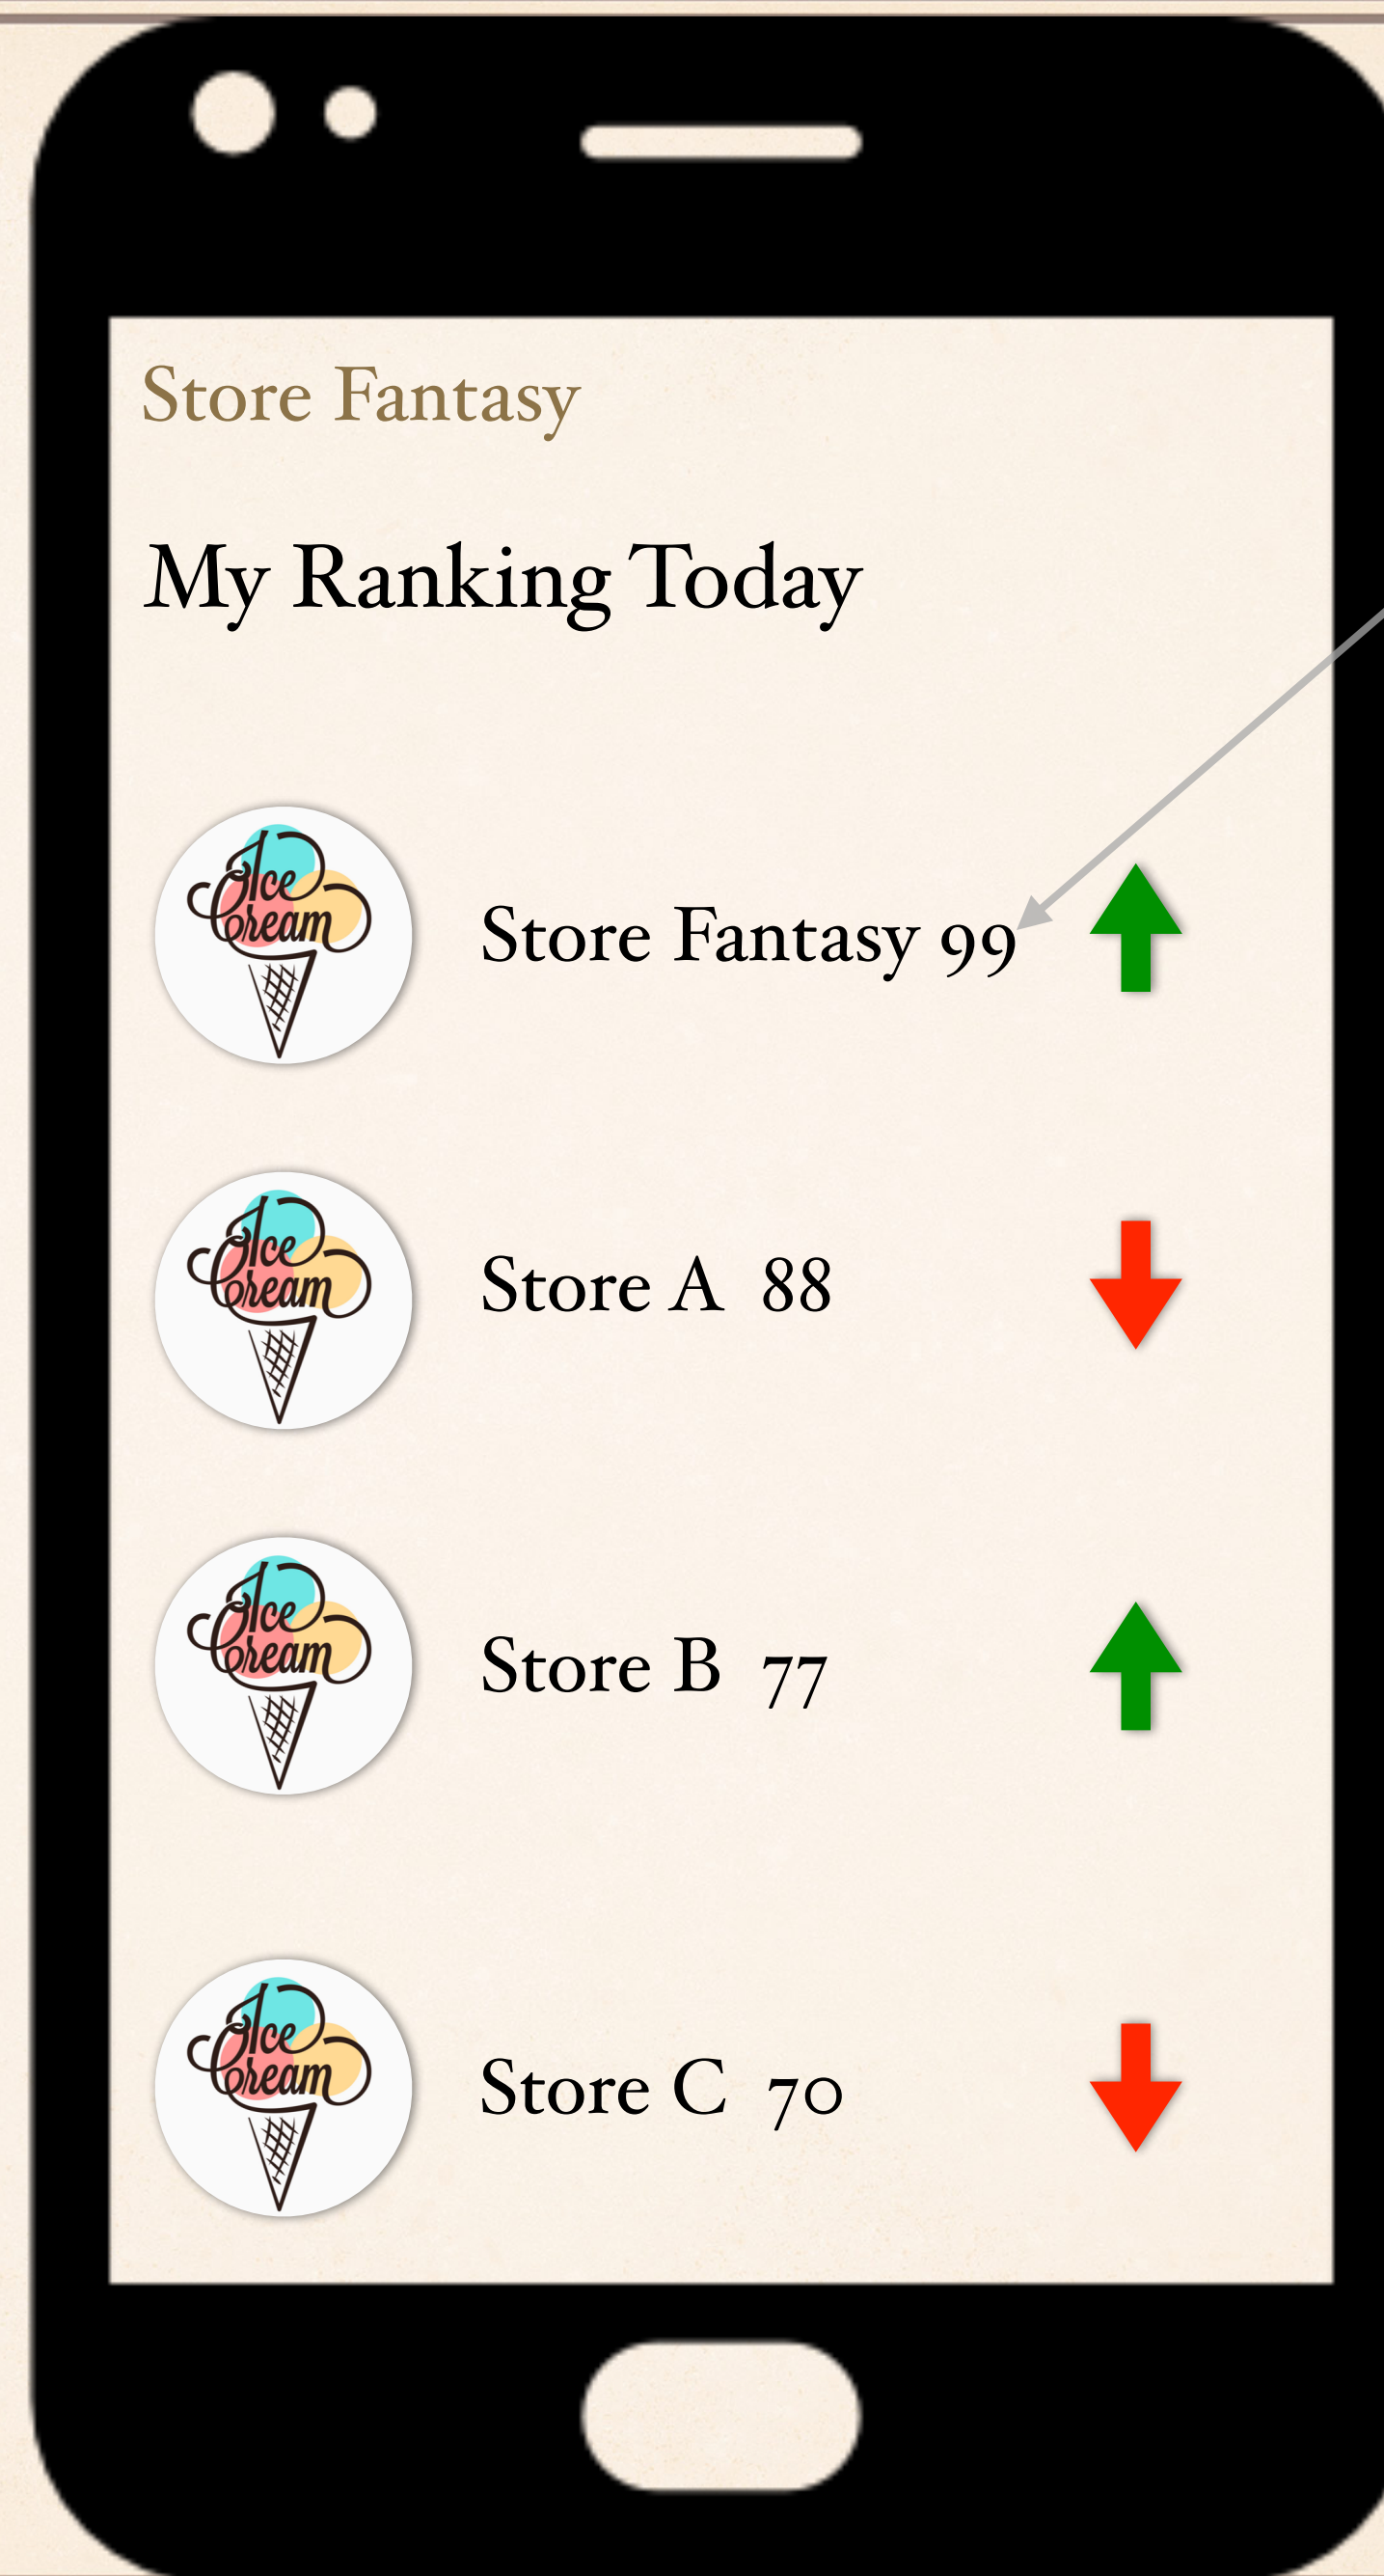 Store Fantasy
My Ranking Today
Ice
Cream
Store Fantasy 99
Ice
Cream
Store A 88
Ice
Cream
Store B 77
Ice
Cream
Store C 70